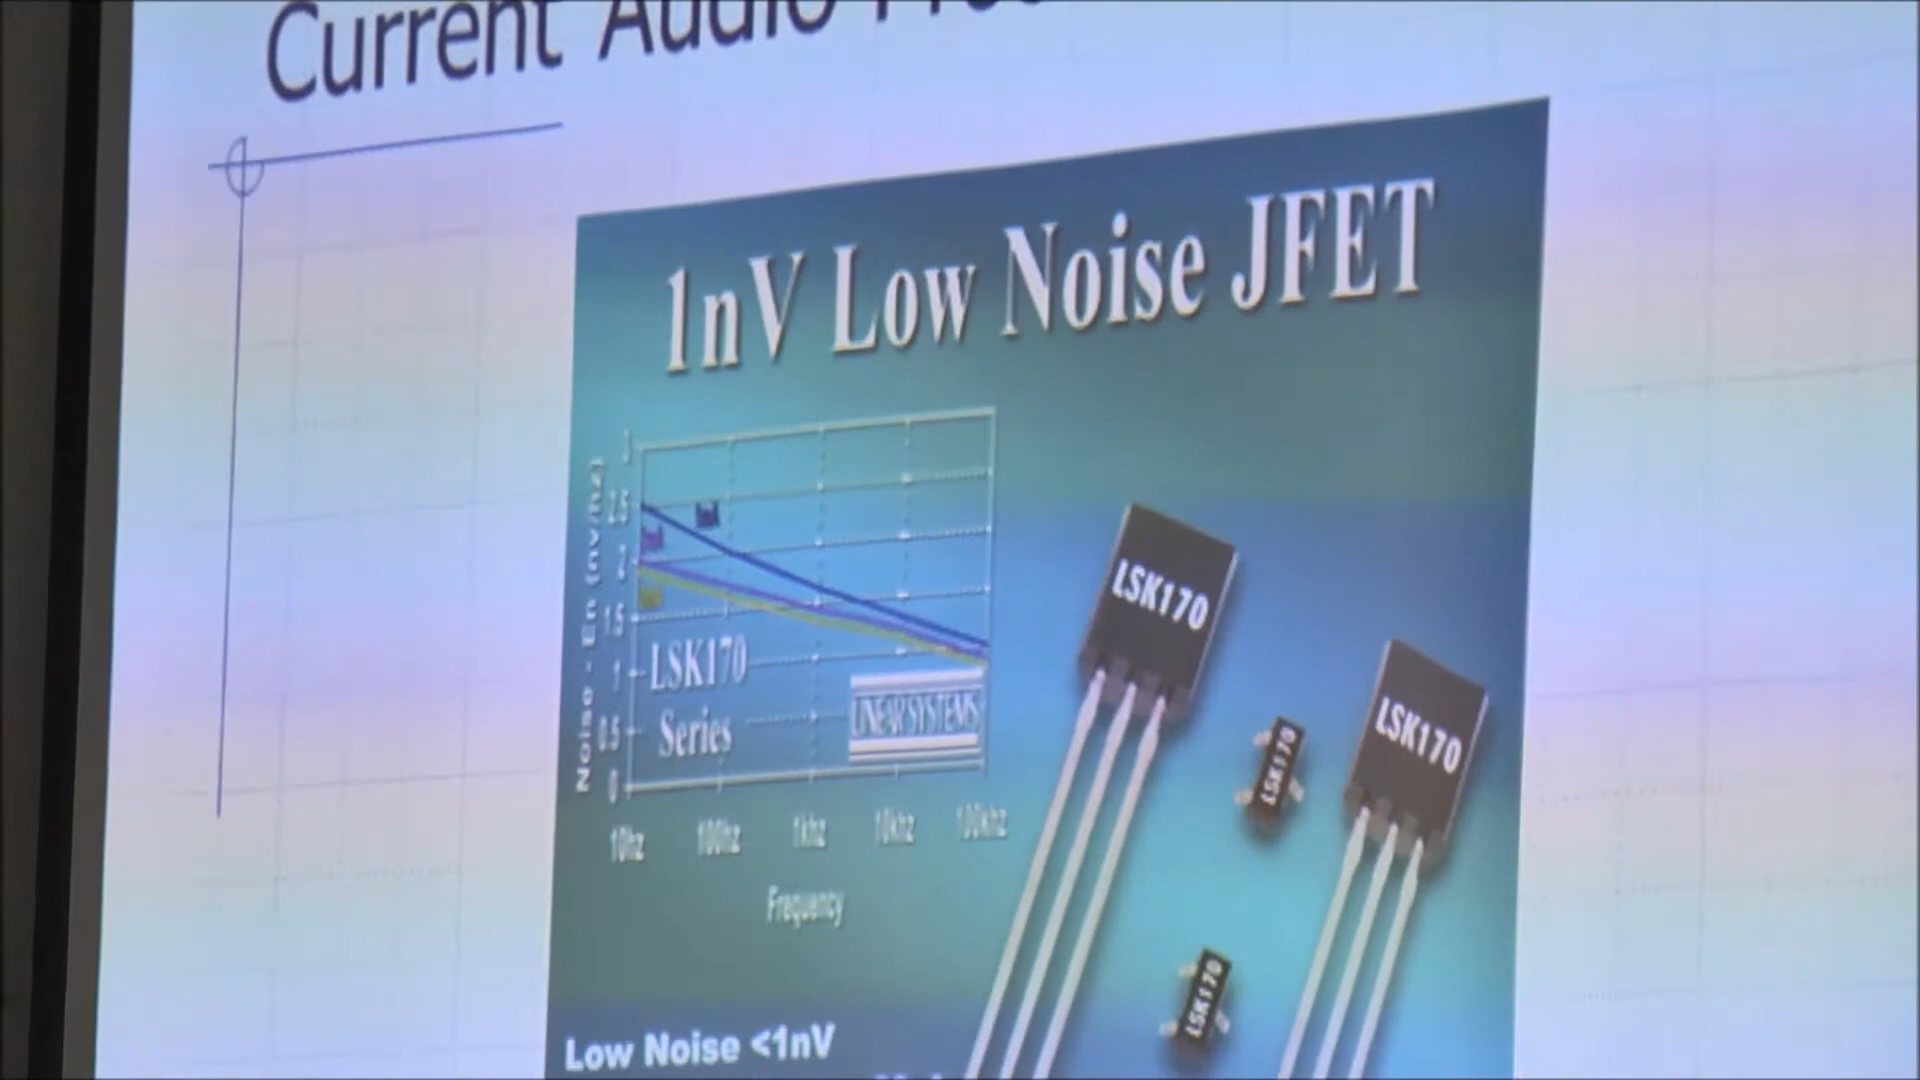 Current Audio
1nV Low Noise JFET
Noise - En (nv/hz)
3
2.5
2
1.5
1
0.5
0
LSK170
Series
LINEAR SYSTEMS
10hz 100hz 1khz 10khz 100khz
Frequency
LSK170
LSK170
LSK170
LSK170
Low Noise <1nV